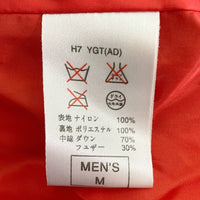 H7 YGT(AD)
ドライ
表地 ナイロン 100%
裏地 ポリエステル 100%
中綿 ダウン 70%
フェザー 30%
MEN'S
M